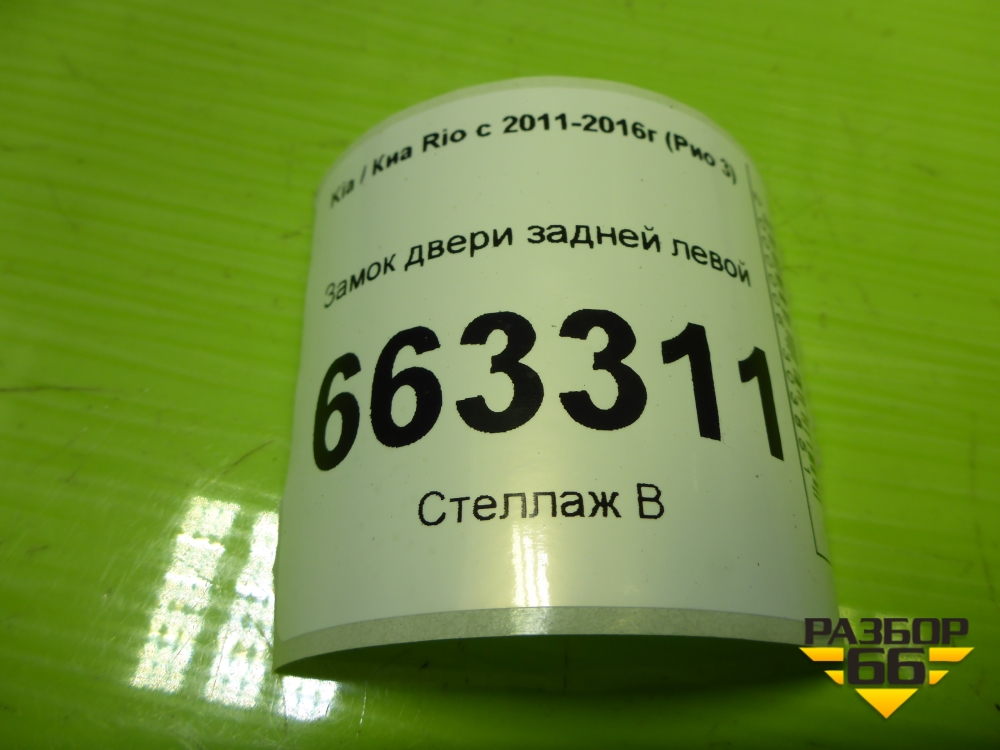 Kia / Киа Rio с 2011-2016г (Рио 3)
Замок двери задней левой
663311
Стеллаж В
РАЗБОР
66